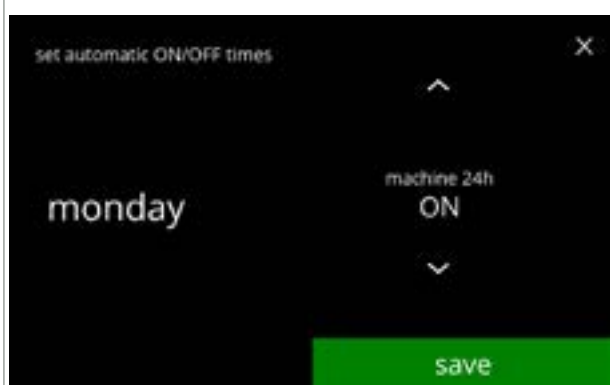 set automatic ON/OFF times
monday
machine 24h
ON
save